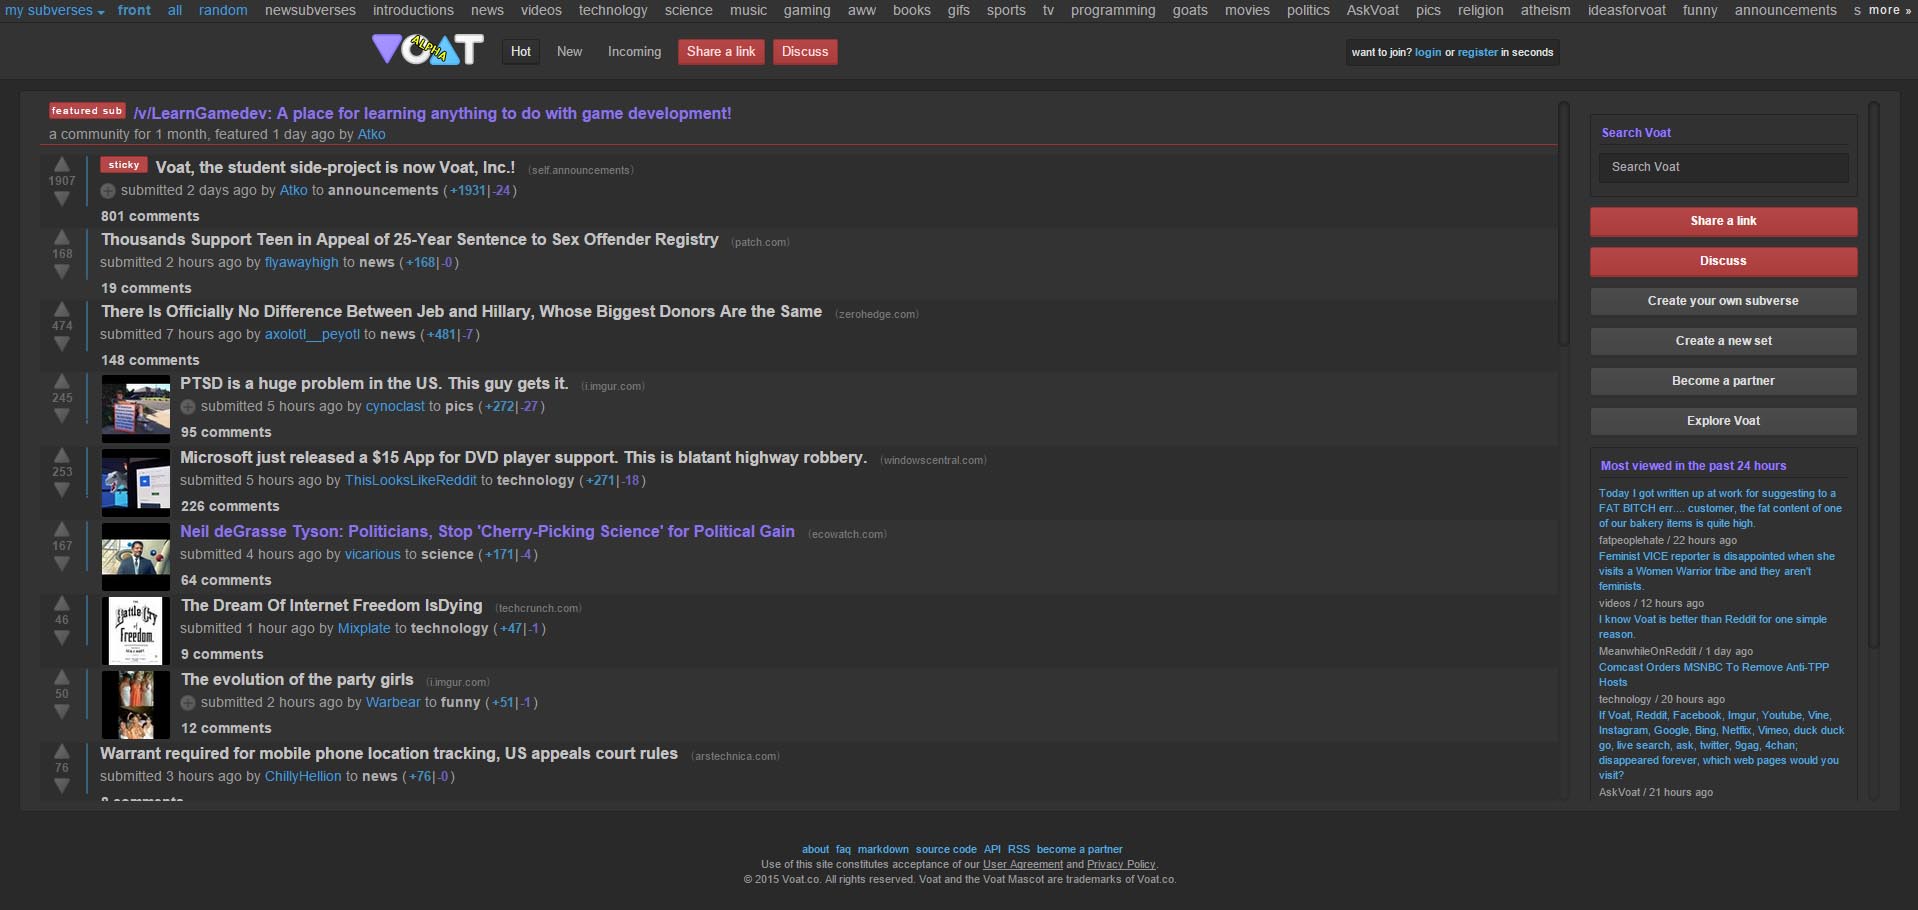 my subverses front all random newsubverses introductions news videos technology science music gaming aww books gifs sports tv programming goats movies politics AskVoat pics religion atheism ideasforvoat funny announcements s more »
VOAT ALPHA Hot New Incoming Share a link Discuss want to join? login or register in seconds
featured sub /v/LearnGamedev: A place for learning anything to do with game development!
a community for 1 month, featured 1 day ago by Atko
1907
sticky Voat, the student side-project is now Voat, Inc.! (self.announcements)
submitted 2 days ago by Atko to announcements (+1931|-24)
801 comments
168
Thousands Support Teen in Appeal of 25-Year Sentence to Sex Offender Registry (patch.com)
submitted 2 hours ago by flyawayhigh to news (+168|-0)
19 comments
474
There Is Officially No Difference Between Jeb and Hillary, Whose Biggest Donors Are the Same (zerohedge.com)
submitted 7 hours ago by axolotl__peyotl to news (+481|-7)
148 comments
245
PTSD is a huge problem in the US. This guy gets it. (i.imgur.com)
submitted 5 hours ago by cynoclast to pics (+272|-27)
95 comments
253
Microsoft just released a $15 App for DVD player support. This is blatant highway robbery. (windowscentral.com)
submitted 5 hours ago by ThisLooksLikeReddit to technology (+271|-18)
226 comments
167
Neil deGrasse Tyson: Politicians, Stop 'Cherry-Picking Science' for Political Gain (ecowatch.com)
submitted 4 hours ago by vicarious to science (+171|-4)
64 comments
46
Battle Cry
of
Freedom.
The Dream Of Internet Freedom IsDying (techcrunch.com)
submitted 1 hour ago by Mixplate to technology (+47|-1)
9 comments
50
The evolution of the party girls (i.imgur.com)
submitted 2 hours ago by Warbear to funny (+51|-1)
12 comments
76
Warrant required for mobile phone location tracking, US appeals court rules (arstechnica.com)
submitted 3 hours ago by ChillyHellion to news (+76|-0)
Search Voat
Search Voat
Share a link
Discuss
Create your own subverse
Create a new set
Become a partner
Explore Voat
Most viewed in the past 24 hours
Today I got written up at work for suggesting to a
FAT BITCH err.... customer, the fat content of one
of our bakery items is quite high.
fatpeoplehate / 22 hours ago
Feminist VICE reporter is disappointed when she
visits a Women Warrior tribe and they aren't
feminists.
videos / 12 hours ago
I know Voat is better than Reddit for one simple
reason.
MeanwhileOnReddit / 1 day ago
Comcast Orders MSNBC To Remove Anti-TPP
Hosts
technology / 20 hours ago
If Voat, Reddit, Facebook, Imgur, Youtube, Vine,
Instagram, Google, Bing, Netflix, Vimeo, duck duck
go, live search, ask, twitter, 9gag, 4chan;
disappeared forever, which web pages would you
visit?
AskVoat / 21 hours ago
about faq markdown source code API RSS become a partner
Use of this site constitutes acceptance of our User Agreement and Privacy Policy.
© 2015 Voat.co. All rights reserved. Voat and the Voat Mascot are trademarks of Voat.co.